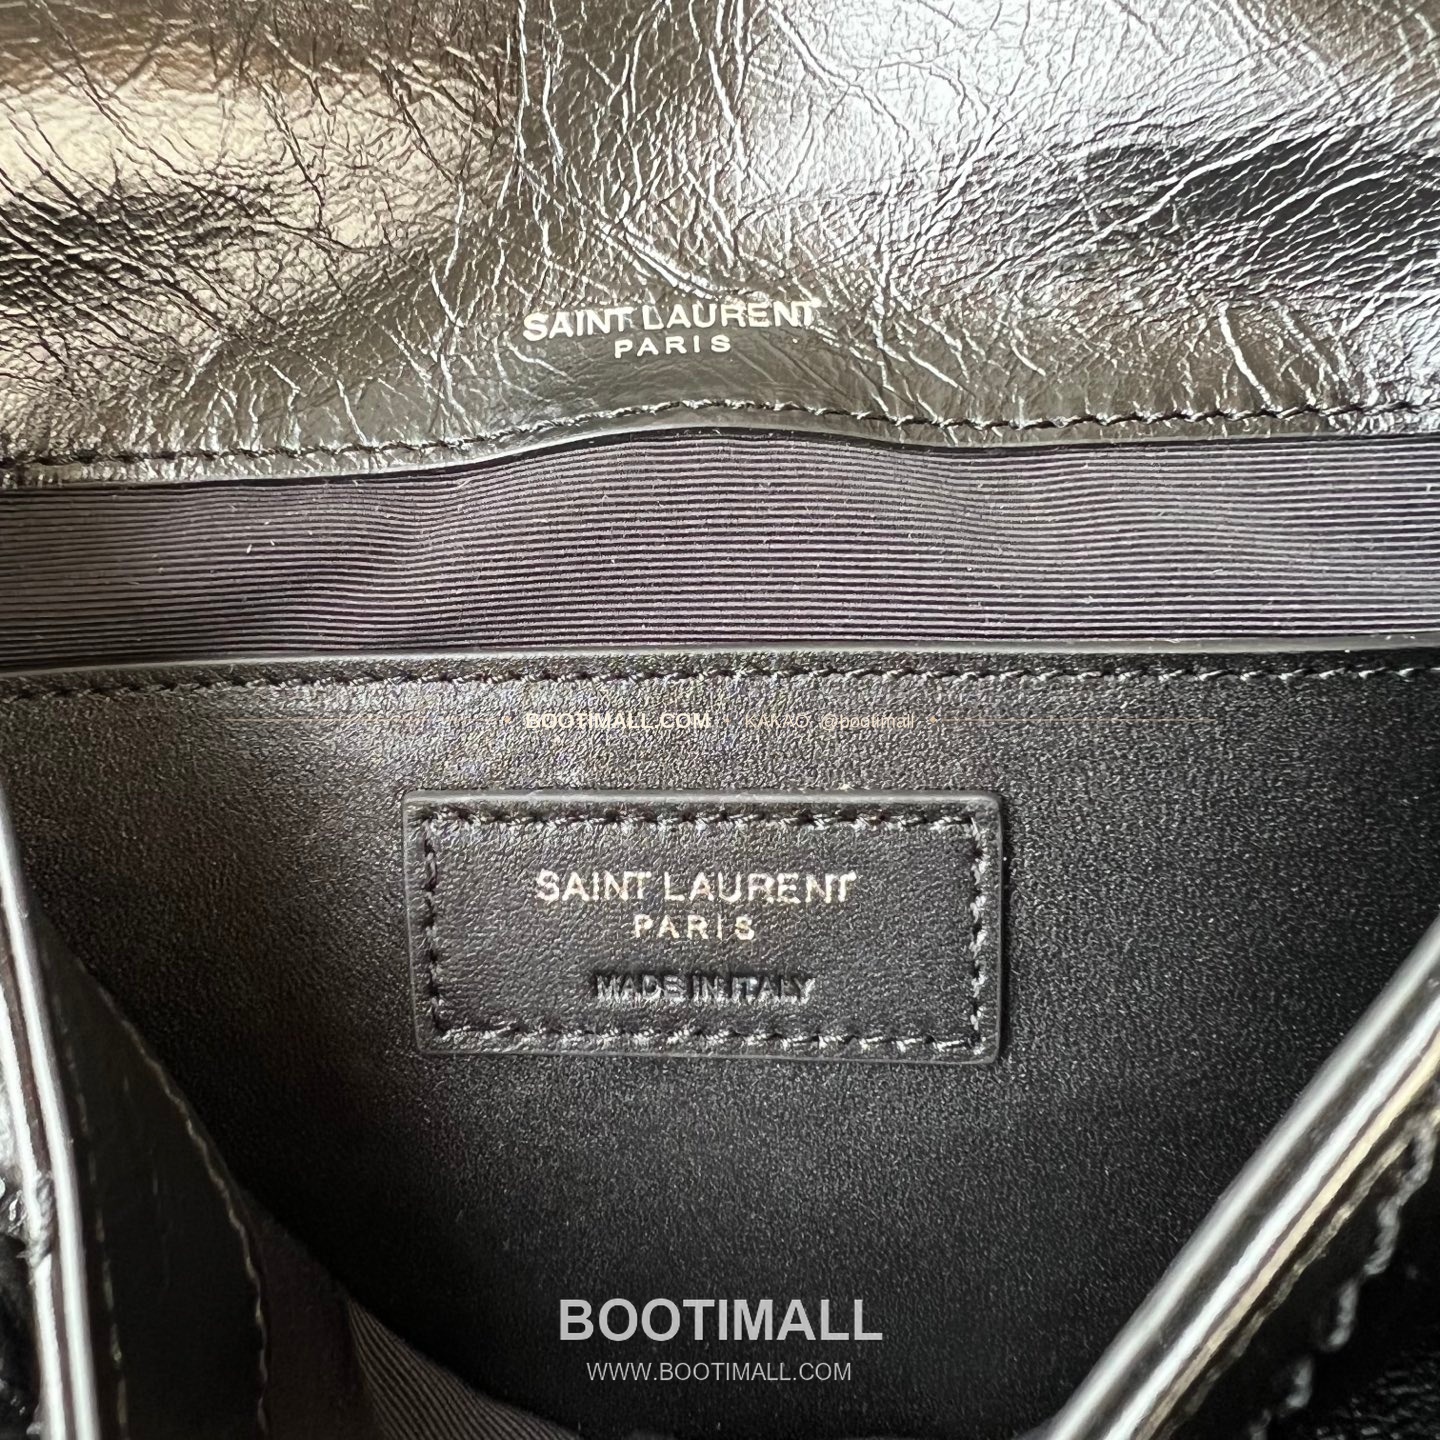 SAINT LAURENT
PARIS
BOOTIMALL.COM | KAKAO: @bootimall
SAINT LAURENT
PARIS
MADE IN ITALY
BOOTIMALL
WWW.BOOTIMALL.COM